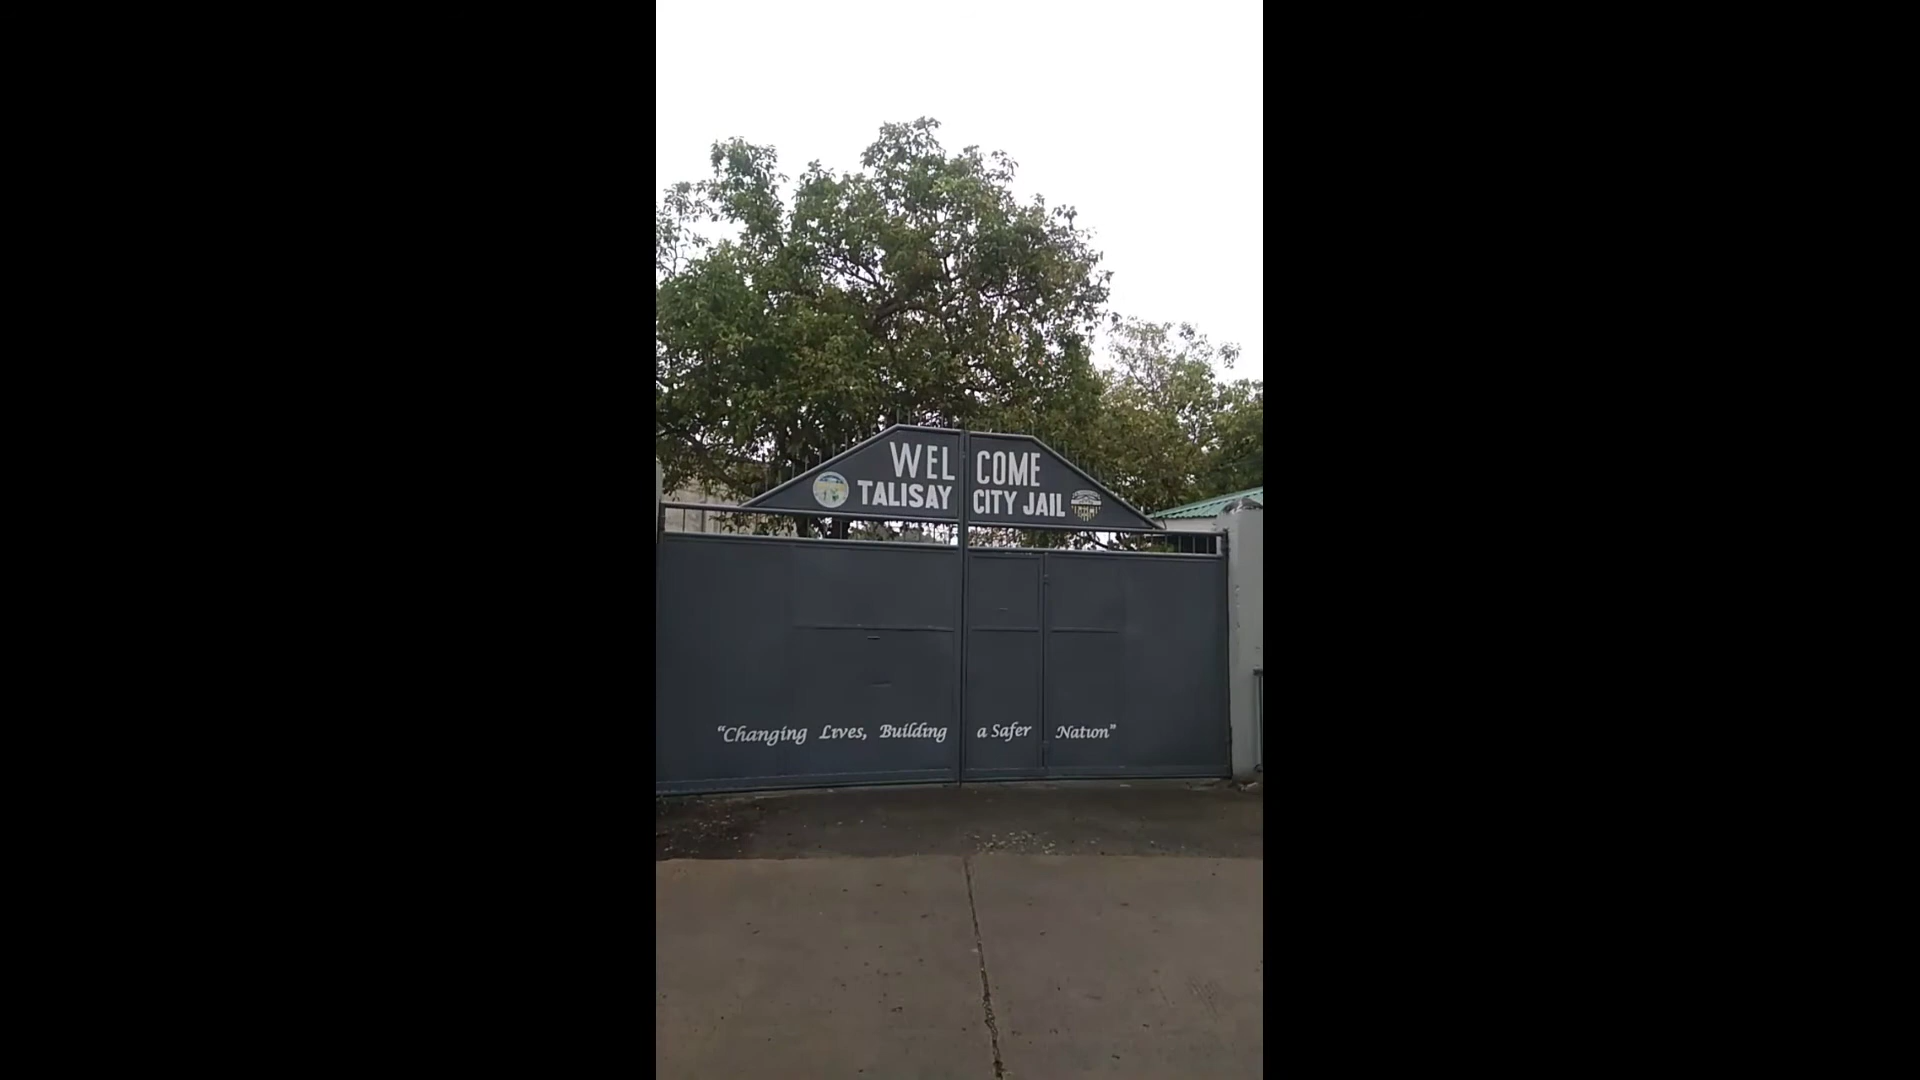 WELCOME
TALISAY CITY JAIL
"Changing Lives, Building a Safer Nation"